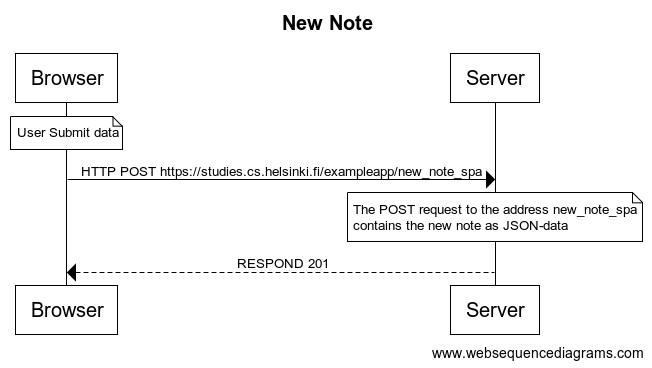 New Note
Browser
Server
User Submit data
HTTP POST https://studies.cs.helsinki.fi/exampleapp/new_note_spa
The POST request to the address new_note_spa
contains the new note as JSON-data
RESPOND 201
Browser
Server
www.websequencediagrams.com